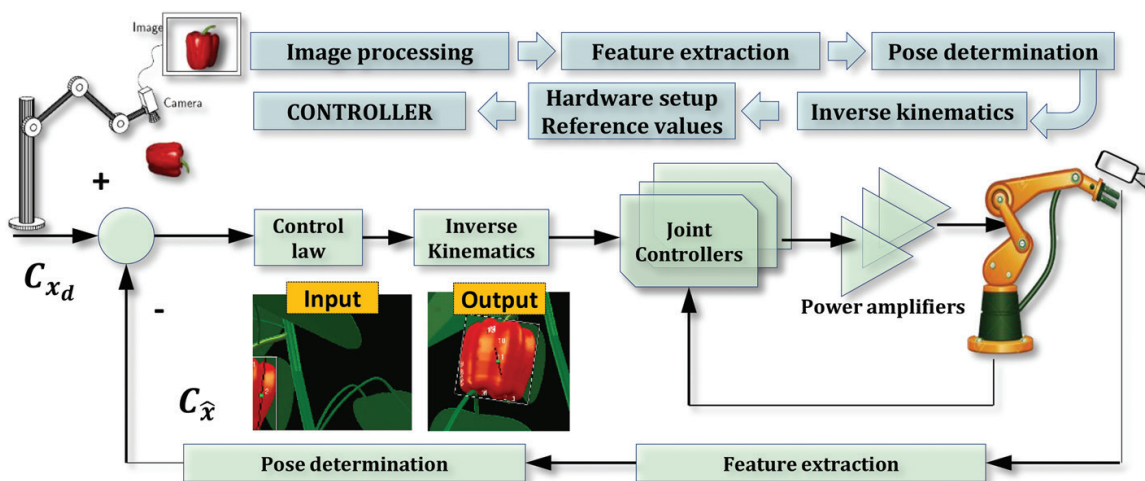 Image
Camera
Image processing
Feature extraction
Pose determination
CONTROLLER
Hardware setup
Reference values
Inverse kinematics
+
Control
law
Inverse
Kinematics
Joint
Controllers
Power amplifiers
C_{x_d}
-
Input
Output
C_{\hat{x}}
Pose determination
Feature extraction